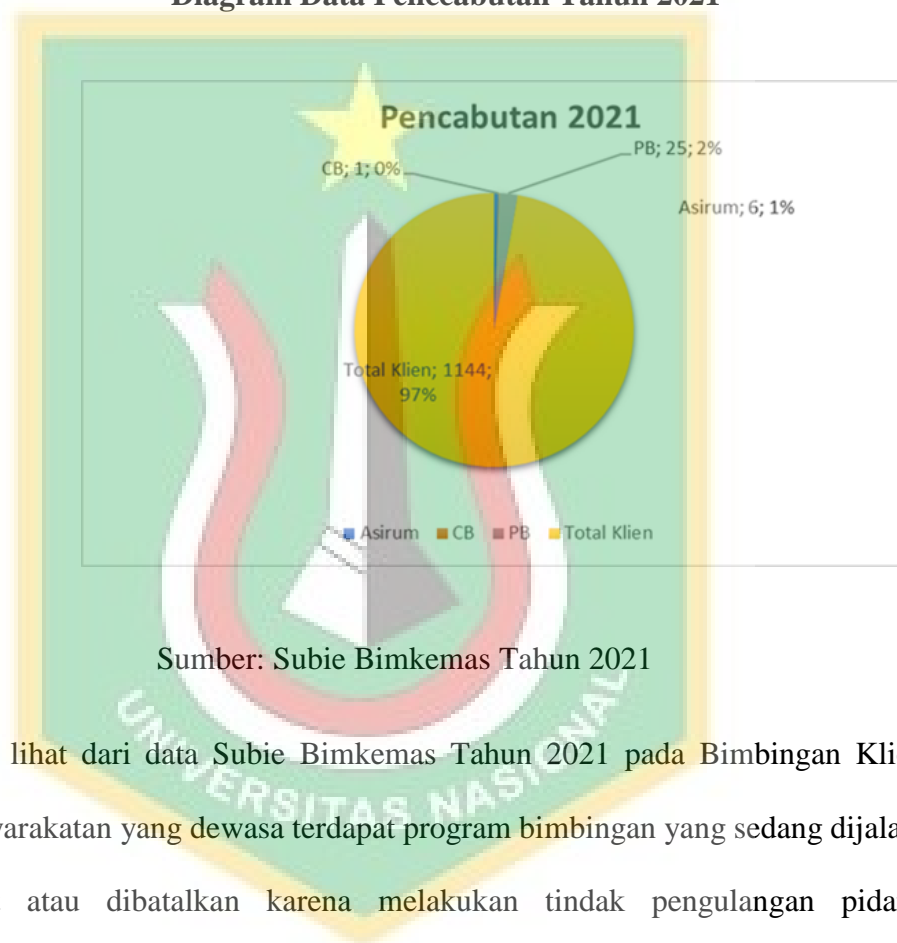 Diagram Data Pencecabutan Tahun 2021
Pencabutan 2021
CB; 1; 0%
PB; 25; 2%
Asirum; 6; 1%
Total Klien; 1144;
97%
Asirum CB PB Total Klien
Sumber: Subie Bimkemas Tahun 2021
lihat dari data Subie Bimkemas Tahun 2021 pada Bimbingan Kli
yarakatan yang dewasa terdapat program bimbingan yang sedang dijala
atau dibatalkan karena melakukan tindak pengulangan pida
UNIVERSITAS NASIONAL